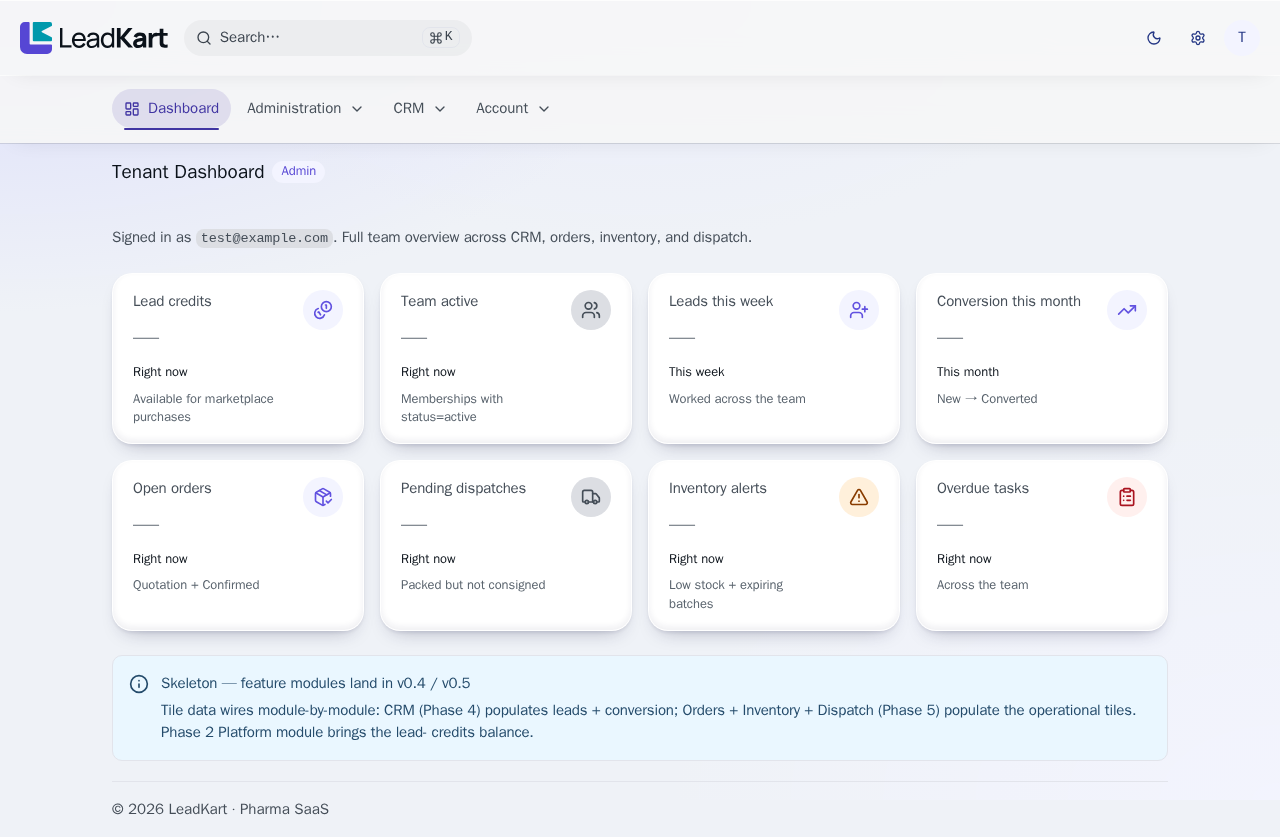 LeadKart
Search⋯
⌘K
T
Dashboard
Administration
CRM
Account
Tenant Dashboard
Admin
Signed in as test@example.com. Full team overview across CRM, orders, inventory, and dispatch.
Lead credits
—
Right now
Available for marketplace
purchases
Team active
—
Right now
Memberships with
status=active
Leads this week
—
This week
Worked across the team
Conversion this month
—
This month
New → Converted
Open orders
—
Right now
Quotation + Confirmed
Pending dispatches
—
Right now
Packed but not consigned
Inventory alerts
—
Right now
Low stock + expiring
batches
Overdue tasks
—
Right now
Across the team
Skeleton — feature modules land in v0.4 / v0.5
Tile data wires module-by-module: CRM (Phase 4) populates leads + conversion; Orders + Inventory + Dispatch (Phase 5) populate the operational tiles.
Phase 2 Platform module brings the lead- credits balance.
© 2026 LeadKart · Pharma SaaS